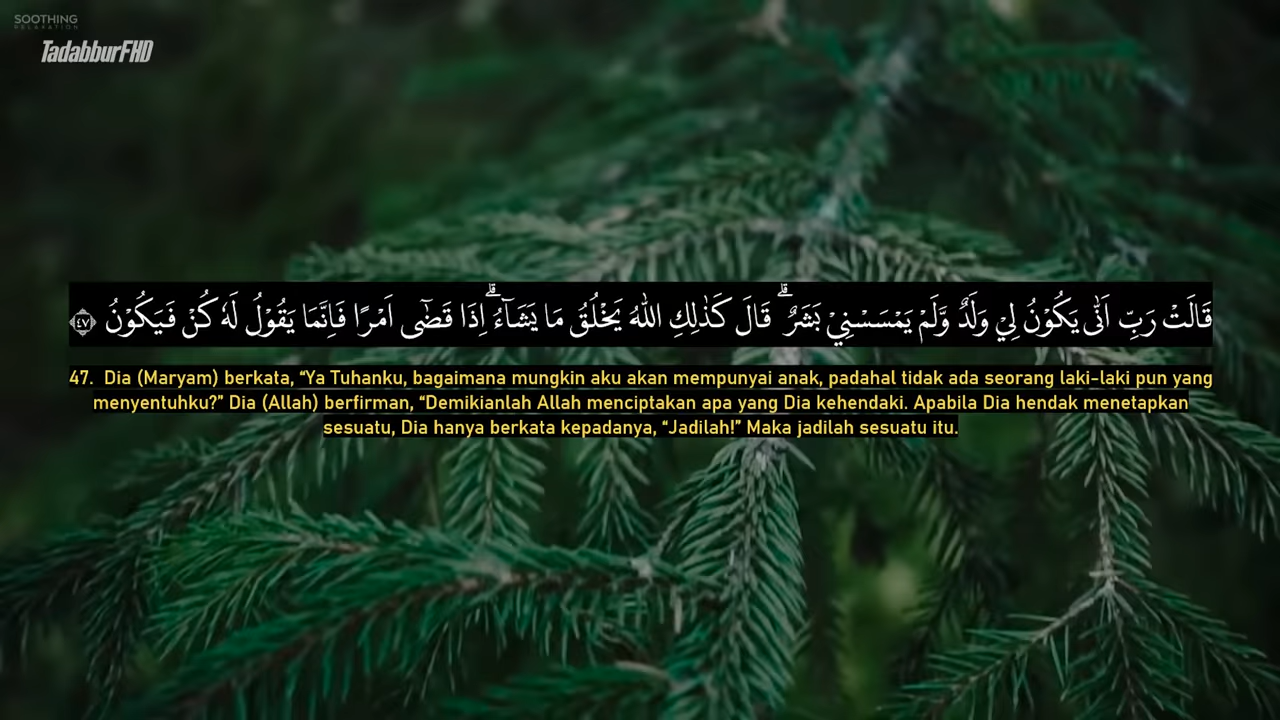 SOOTHING
RELAXATION
TadabburFHD
قَالَتْ رَبِّ اَنّٰى يَكُوْنُ لِيْ وَلَدٌ وَّلَمْ يَمْسَسْنِيْ بَشَرٌ ۗ قَالَ كَذٰلِكِ اللّٰهُ يَخْلُقُ مَا يَشَاۤءُ ۗاِذَا قَضٰٓى اَمْرًا فَاِنَّمَا يَقُوْلُ لَهٗ كُنْ فَيَكُوْنُ ٤٧
47. Dia (Maryam) berkata, “Ya Tuhanku, bagaimana mungkin aku akan mempunyai anak, padahal tidak ada seorang laki-laki pun yang
menyentuhku?” Dia (Allah) berfirman, “Demikianlah Allah menciptakan apa yang Dia kehendaki. Apabila Dia hendak menetapkan
sesuatu, Dia hanya berkata kepadanya, “Jadilah!” Maka jadilah sesuatu itu.